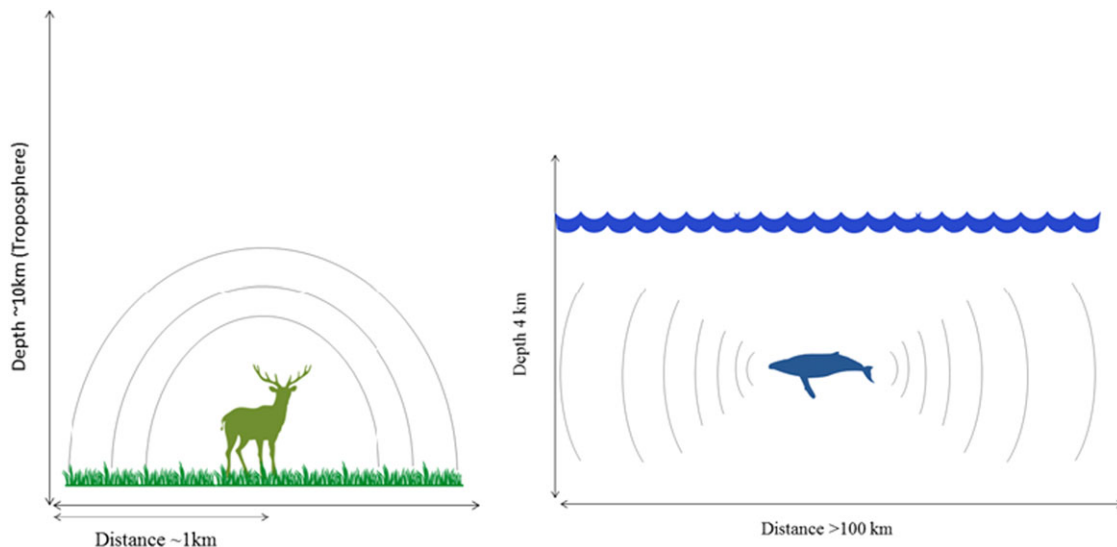 Depth ~10km (Troposphere)
Distance ~1km
Depth 4 km
Distance >100 km